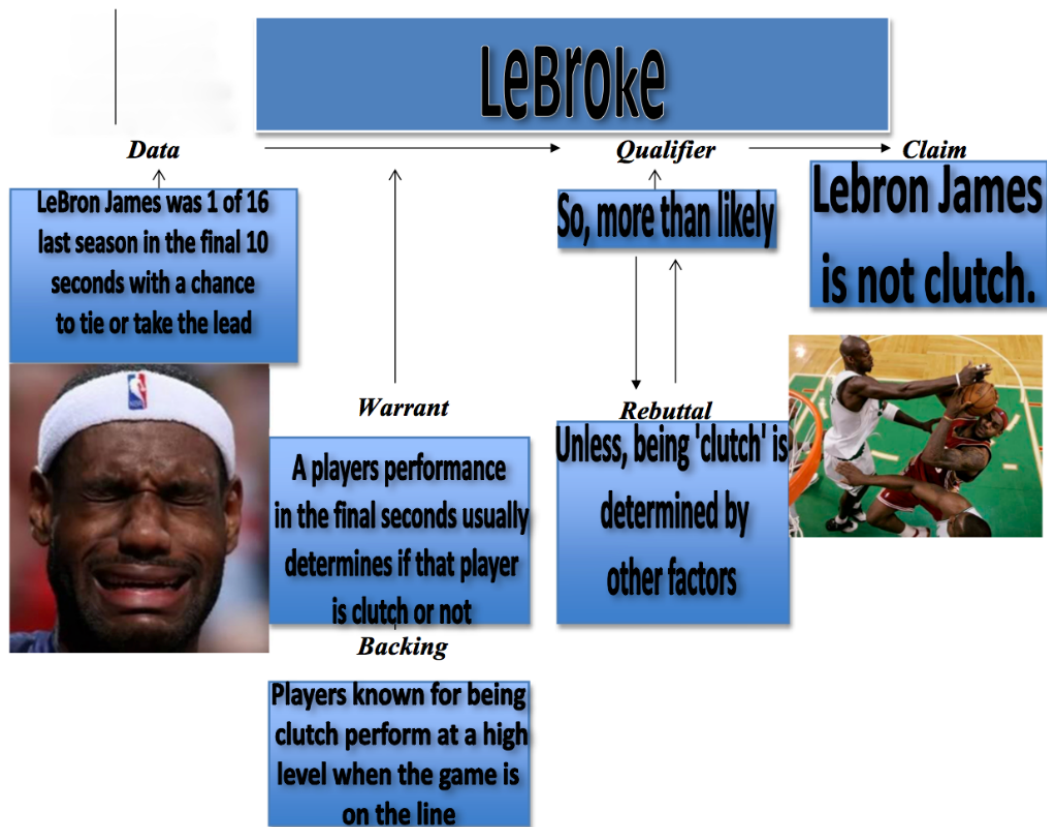 LeBroke
Data
Qualifier
Claim
LeBron James was 1 of 16
last season in the final 10
seconds with a chance
to tie or take the lead
So, more than likely
Lebron James
is not clutch.
Warrant
Rebuttal
A players performance
in the final seconds usually
determines if that player
is clutch or not
Unless, being 'clutch' is
determined by
other factors
Backing
Players known for being
clutch perform at a high
level when the game is
on the line